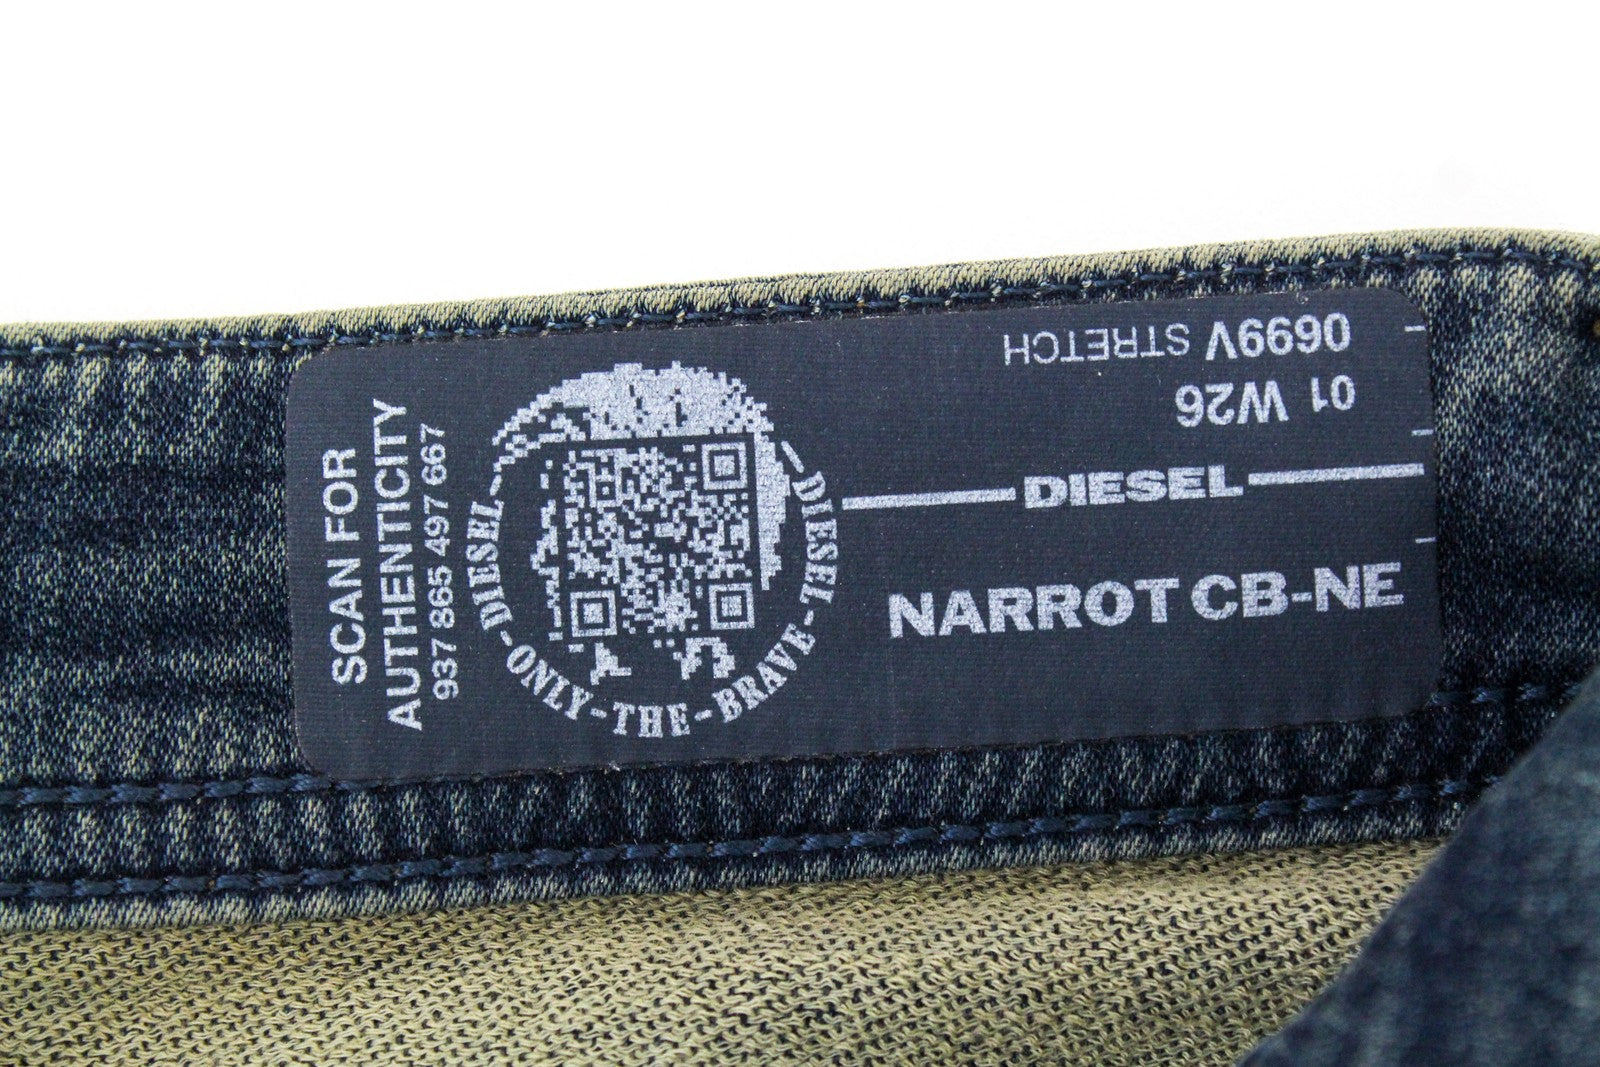 SCAN FOR
AUTHENTICITY
937 865 497 667
DIESEL-ONLY-THE-BRAVE-DIESEL
0699V STRETCH
01 W26
DIESEL
NARROT CB-NE